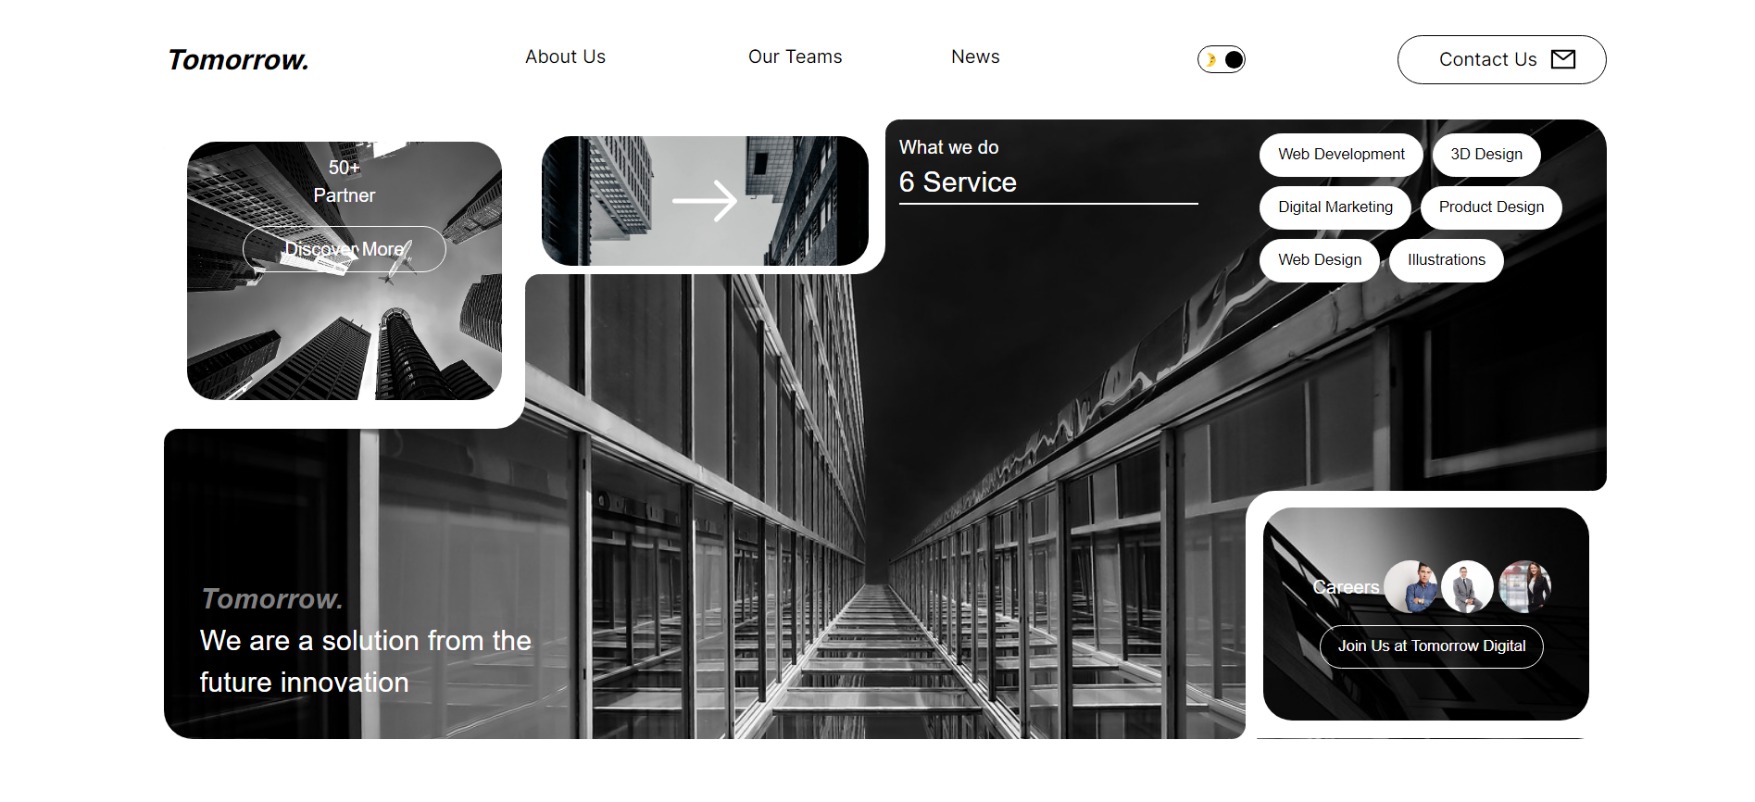 Tomorrow.
About Us
Our Teams
News
Contact Us
50+
Partner
Discover More
What we do
6 Service
Web Development
3D Design
Digital Marketing
Product Design
Web Design
Illustrations
Tomorrow.
We are a solution from the
future innovation
Careers
Join Us at Tomorrow Digital